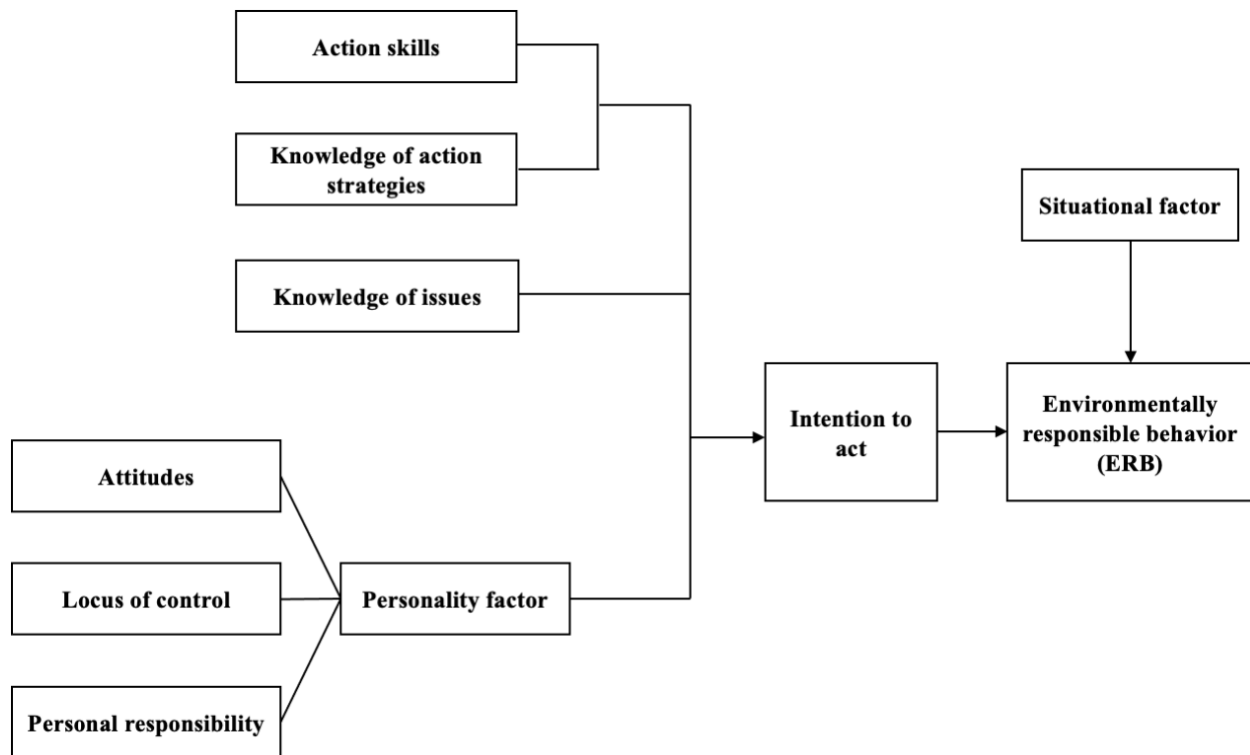 Action skills
Knowledge of action
strategies
Situational factor
Knowledge of issues
Intention to
act
Environmentally
responsible behavior
(ERB)
Attitudes
Locus of control
Personality factor
Personal responsibility